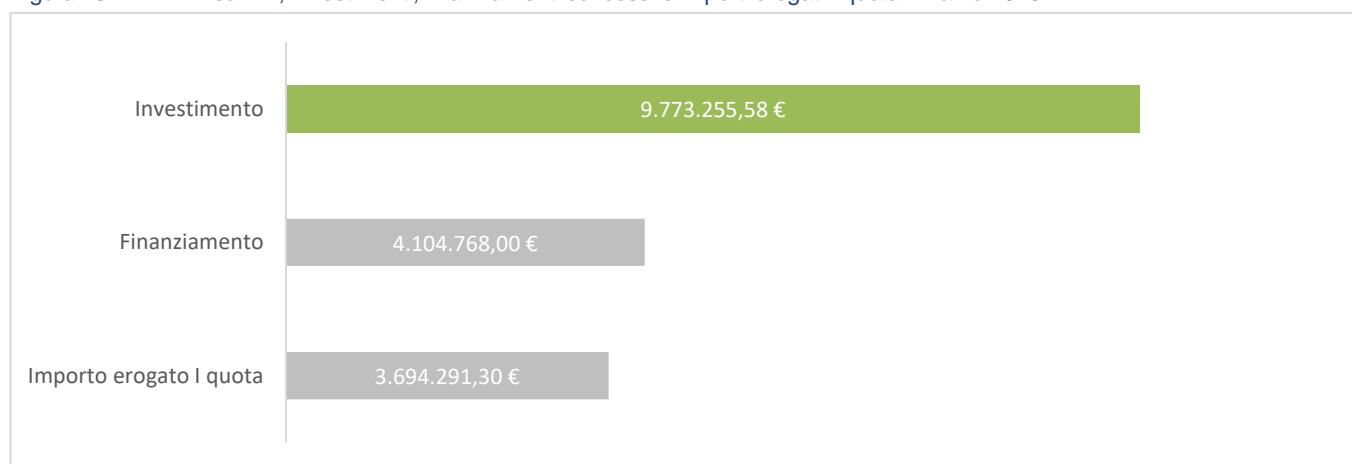 Investimento
9.773.255,58 €
Finanziamento
4.104.768,00 €
Importo erogato I quota
3.694.291,30 €